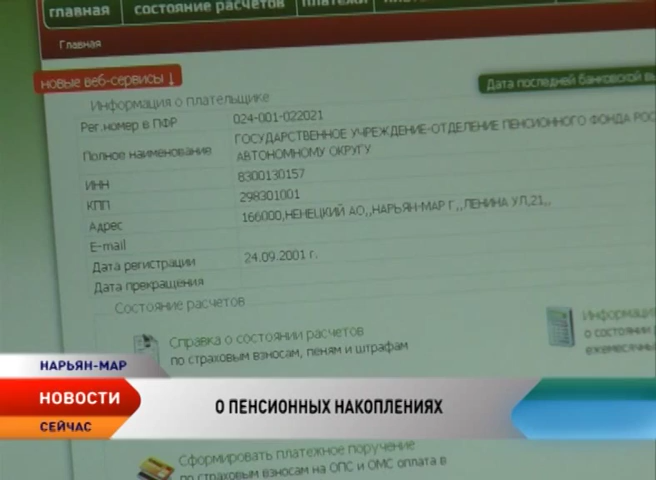 главная состояние расчетов платежи
Главная
новые веб-сервисы ↓
Дата последней банковской
Информация о плательщике
Рег.номер в ПФР 024-001-022021
Полное наименование ГОСУДАРСТВЕННОЕ УЧРЕЖДЕНИЕ-ОТДЕЛЕНИЕ ПЕНСИОННОГО ФОНДА РОС
АВТОНОМНОМУ ОКРУГУ
ИНН 8300130157
КПП 298301001
Адрес 166000,НЕНЕЦКИЙ АО,,НАРЬЯН-МАР Г,,ЛЕНИНА УЛ,21,,
E-mail
Дата регистрации 24.09.2001 г.
Дата прекращения
Состояние расчетов
Справка о состоянии расчетов
по страховым взносам, пеням и штрафам
Информаци
о состоянии
ежемесячны
НАРЬЯН-МАР
НОВОСТИ
СЕЙЧАС
О ПЕНСИОННЫХ НАКОПЛЕНИЯХ
Сформировать платежное поручение
по страховым взносам на ОПС и ОМС оплата в